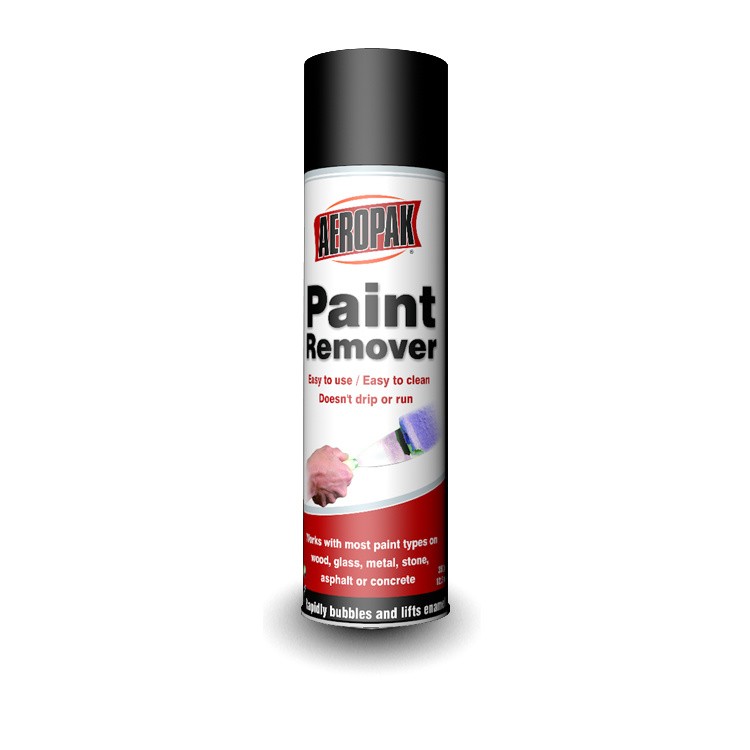 AEROPAK
®
Paint
Remover
Easy to use / Easy to clean
Doesn't drip or run
Works with most paint types on
wood, glass, metal, stone,
asphalt or concrete
Rapidly bubbles and lifts